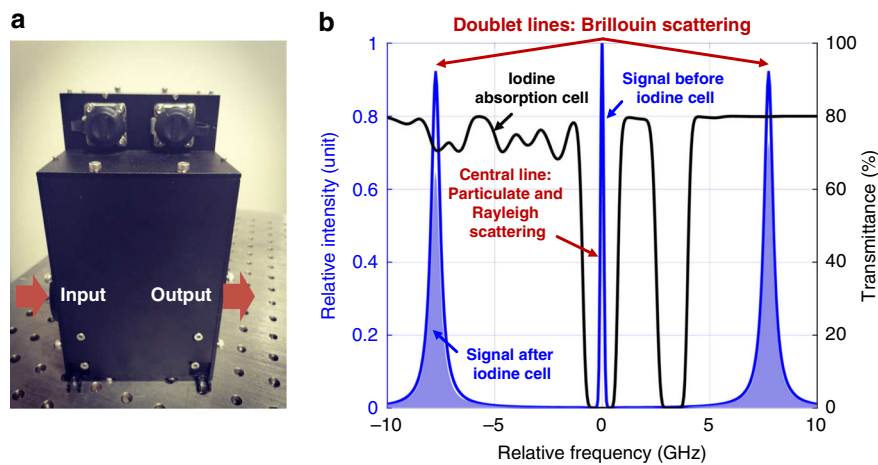 a
Input
Output
b
Doublet lines: Brillouin scattering
Iodine
absorption cell
Signal before
iodine cell
Central line:
Particulate and
Rayleigh
scattering
Signal after
iodine cell
Relative intensity (unit)
1
0.8
0.6
0.4
0.2
0
Transmittance (%)
100
80
60
40
20
0
−10
−5
0
5
10
Relative frequency (GHz)